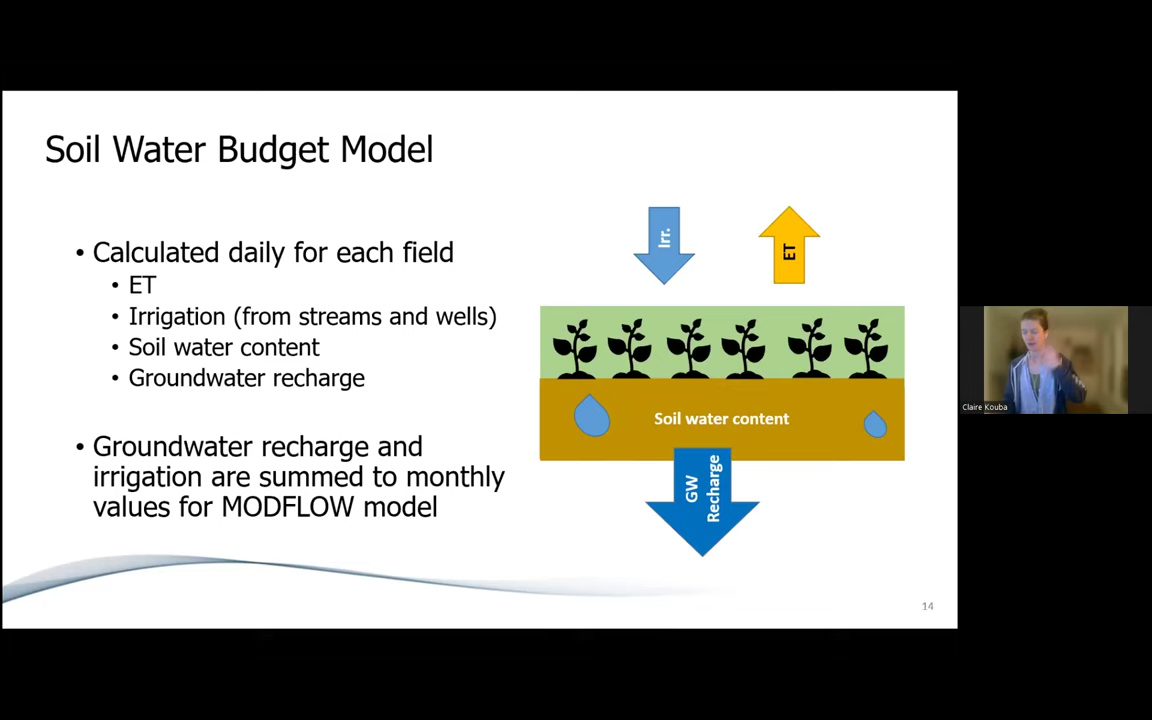 Soil Water Budget Model
• Calculated daily for each field
• ET
• Irrigation (from streams and wells)
• Soil water content
• Groundwater recharge
• Groundwater recharge and
irrigation are summed to monthly
values for MODFLOW model
Irr.
ET
Soil water content
GW
Recharge
14
Claire Kouba